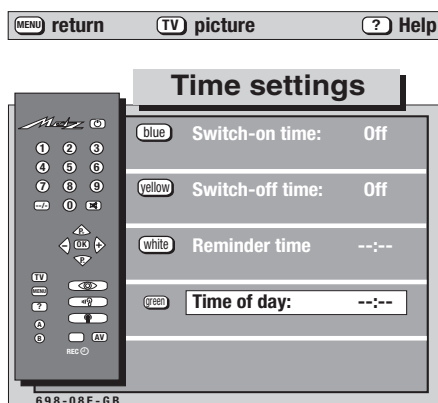 MENU return TV picture ? Help
Time settings
Metz
1 2 3
4 5 6
7 8 9
--/- 0
P+
- OK +
P-
TV
MENU
?
A
B AV
REC
blue Switch-on time: Off
yellow Switch-off time: Off
white Reminder time --:--
green Time of day: --:--
698-08E-GB